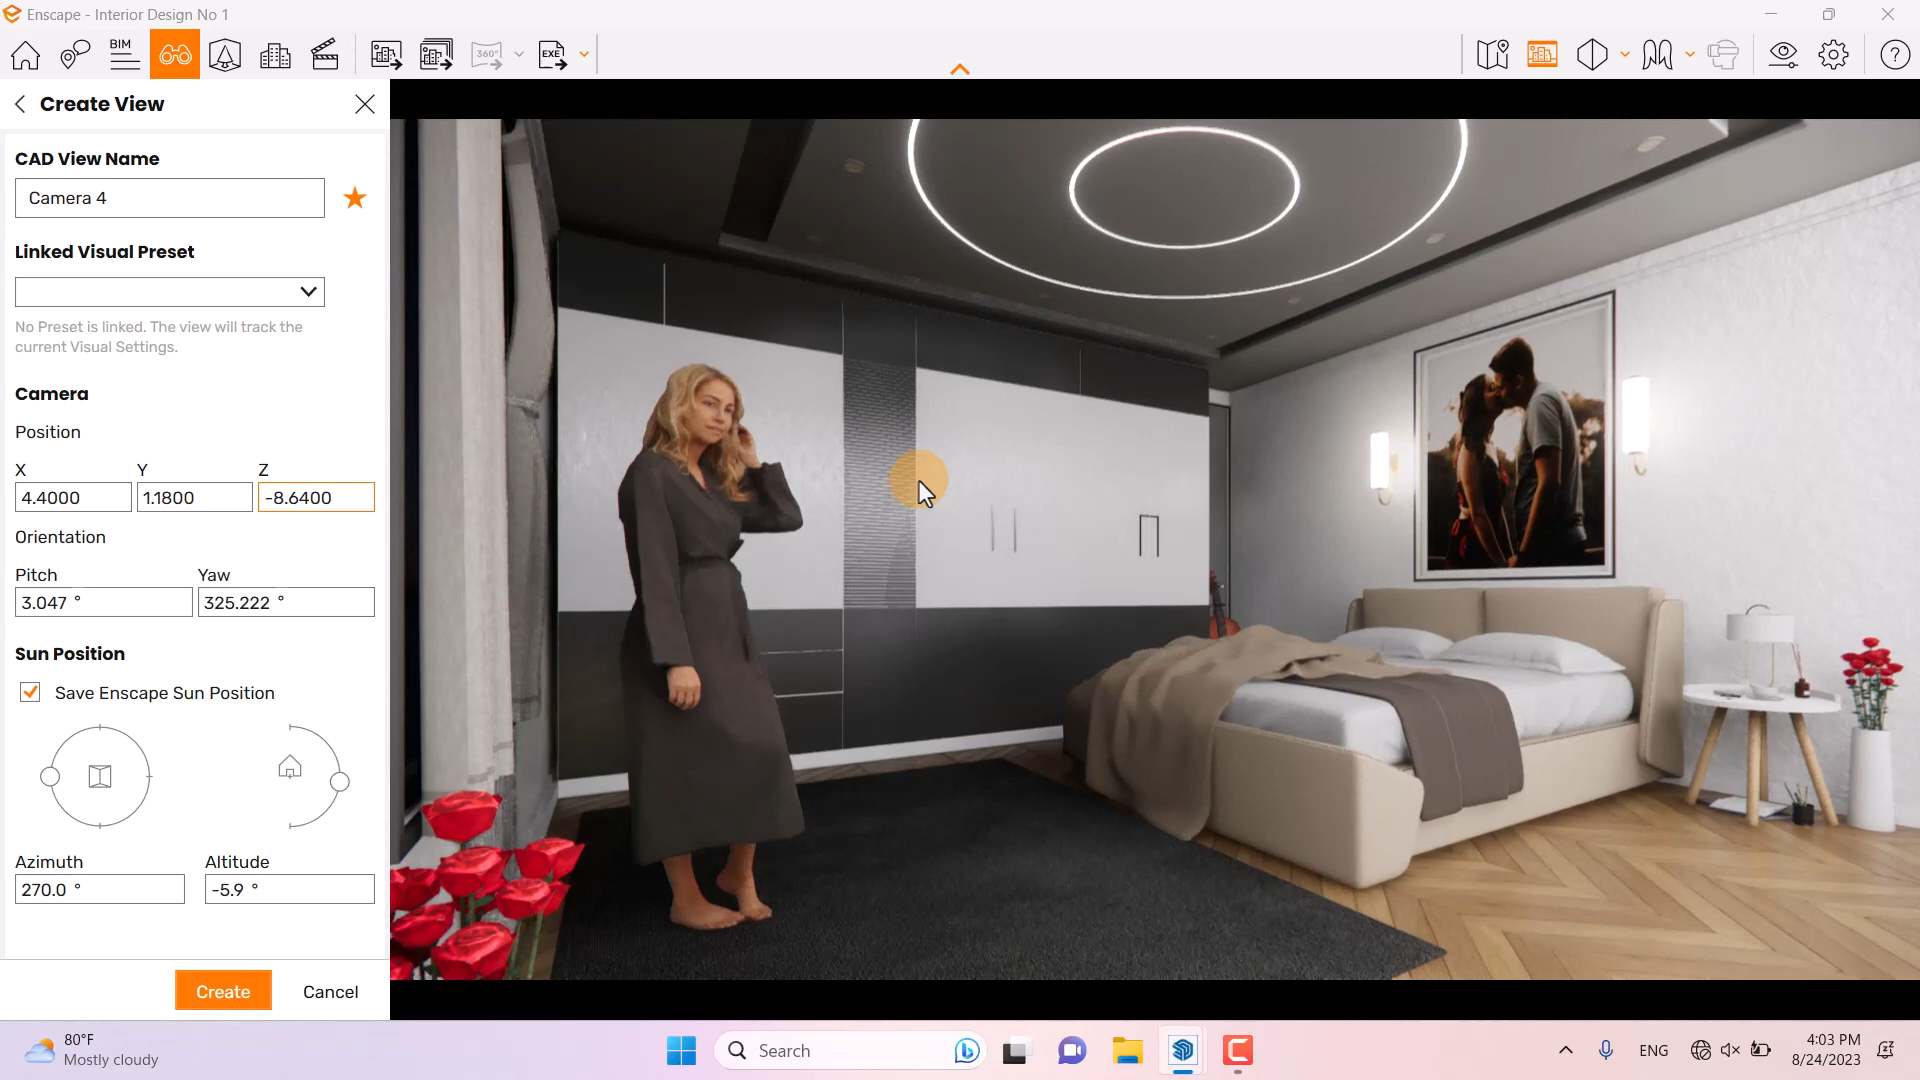 Enscape - Interior Design No 1
BIM
360°
EXE
Create View
CAD View Name
Camera 4
Linked Visual Preset
No Preset is linked. The view will track the
current Visual Settings.
Camera
Position
X Y Z
4.4000 1.1800 -8.6400
Orientation
Pitch Yaw
3.047 ° 325.222 °
Sun Position
Save Enscape Sun Position
Azimuth Altitude
270.0 ° -5.9 °
Create Cancel
80°F
Mostly cloudy
Search
ENG
4:03 PM
8/24/2023